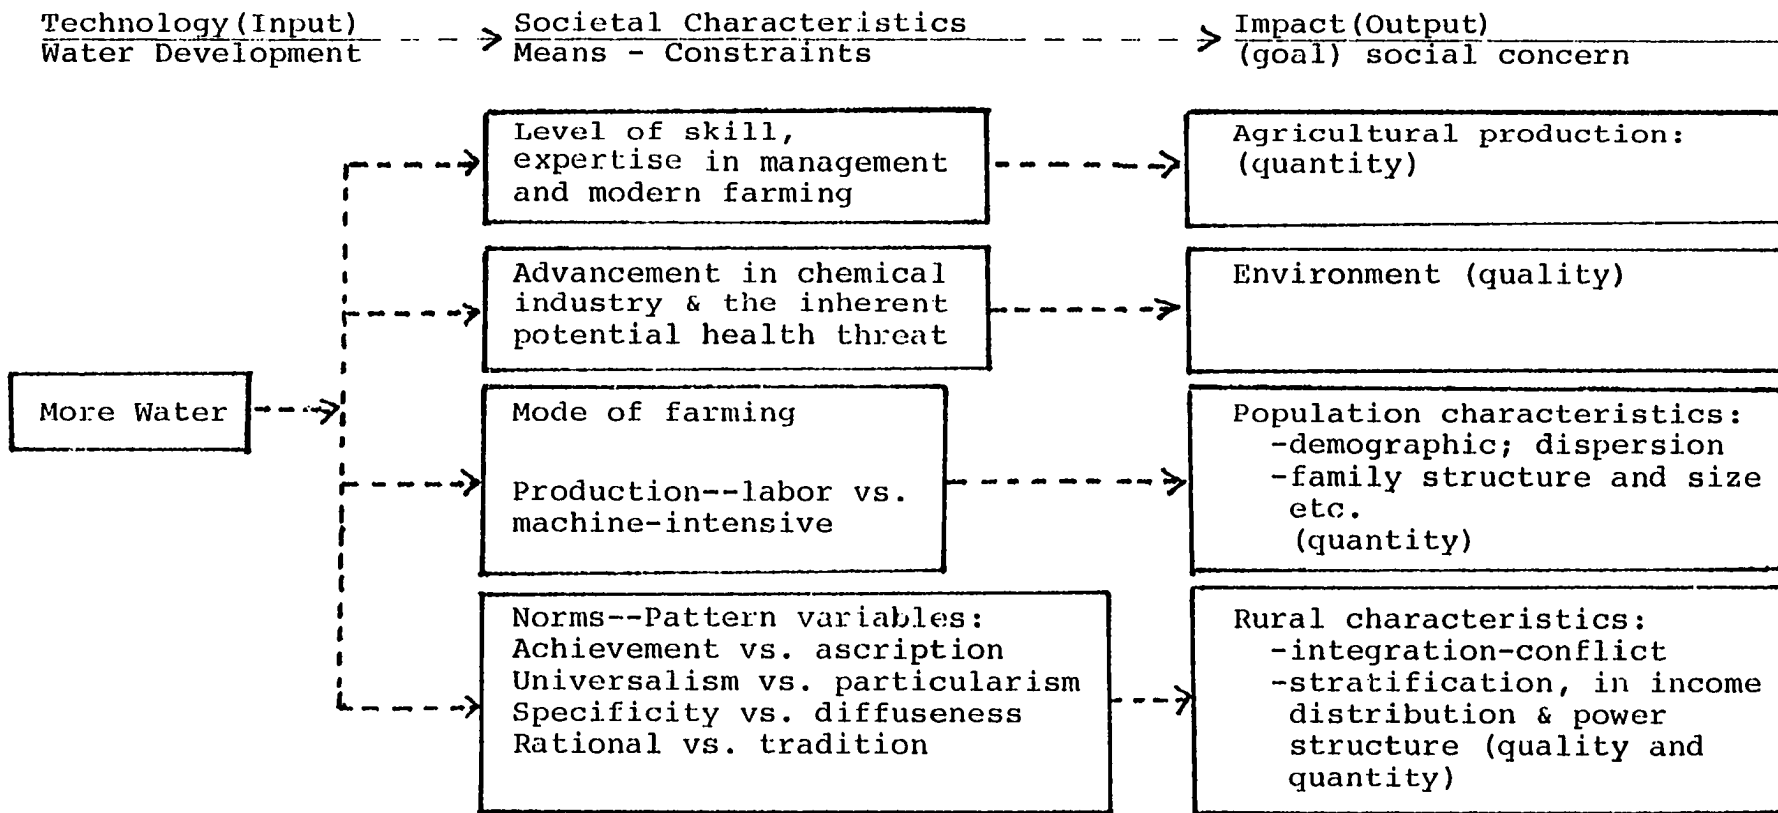 Technology(Input)
Water Development
Societal Characteristics
Means - Constraints
Impact(Output)
(goal) social concern
More Water
Level of skill,
expertise in management
and modern farming
Agricultural production:
(quantity)
Advancement in chemical
industry & the inherent
potential health threat
Environment (quality)
Mode of farming
Production--labor vs.
machine-intensive
Population characteristics:
-demographic; dispersion
-family structure and size
etc.
(quantity)
Norms--Pattern variables:
Achievement vs. ascription
Universalism vs. particularism
Specificity vs. diffuseness
Rational vs. tradition
Rural characteristics:
-integration-conflict
-stratification, in income
distribution & power
structure (quality and
quantity)